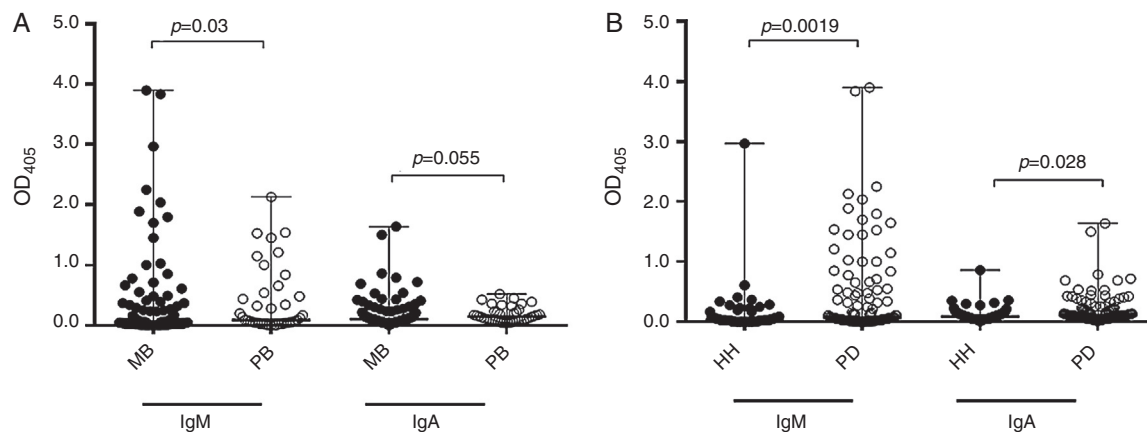 A
5.0
4.0
3.0
2.0
1.0
0.0
OD405
p=0.03
p=0.055
MB
PB
MB
PB
IgM
IgA
B
5.0
4.0
3.0
2.0
1.0
0.0
OD405
p=0.0019
p=0.028
HH
PD
HH
PD
IgM
IgA